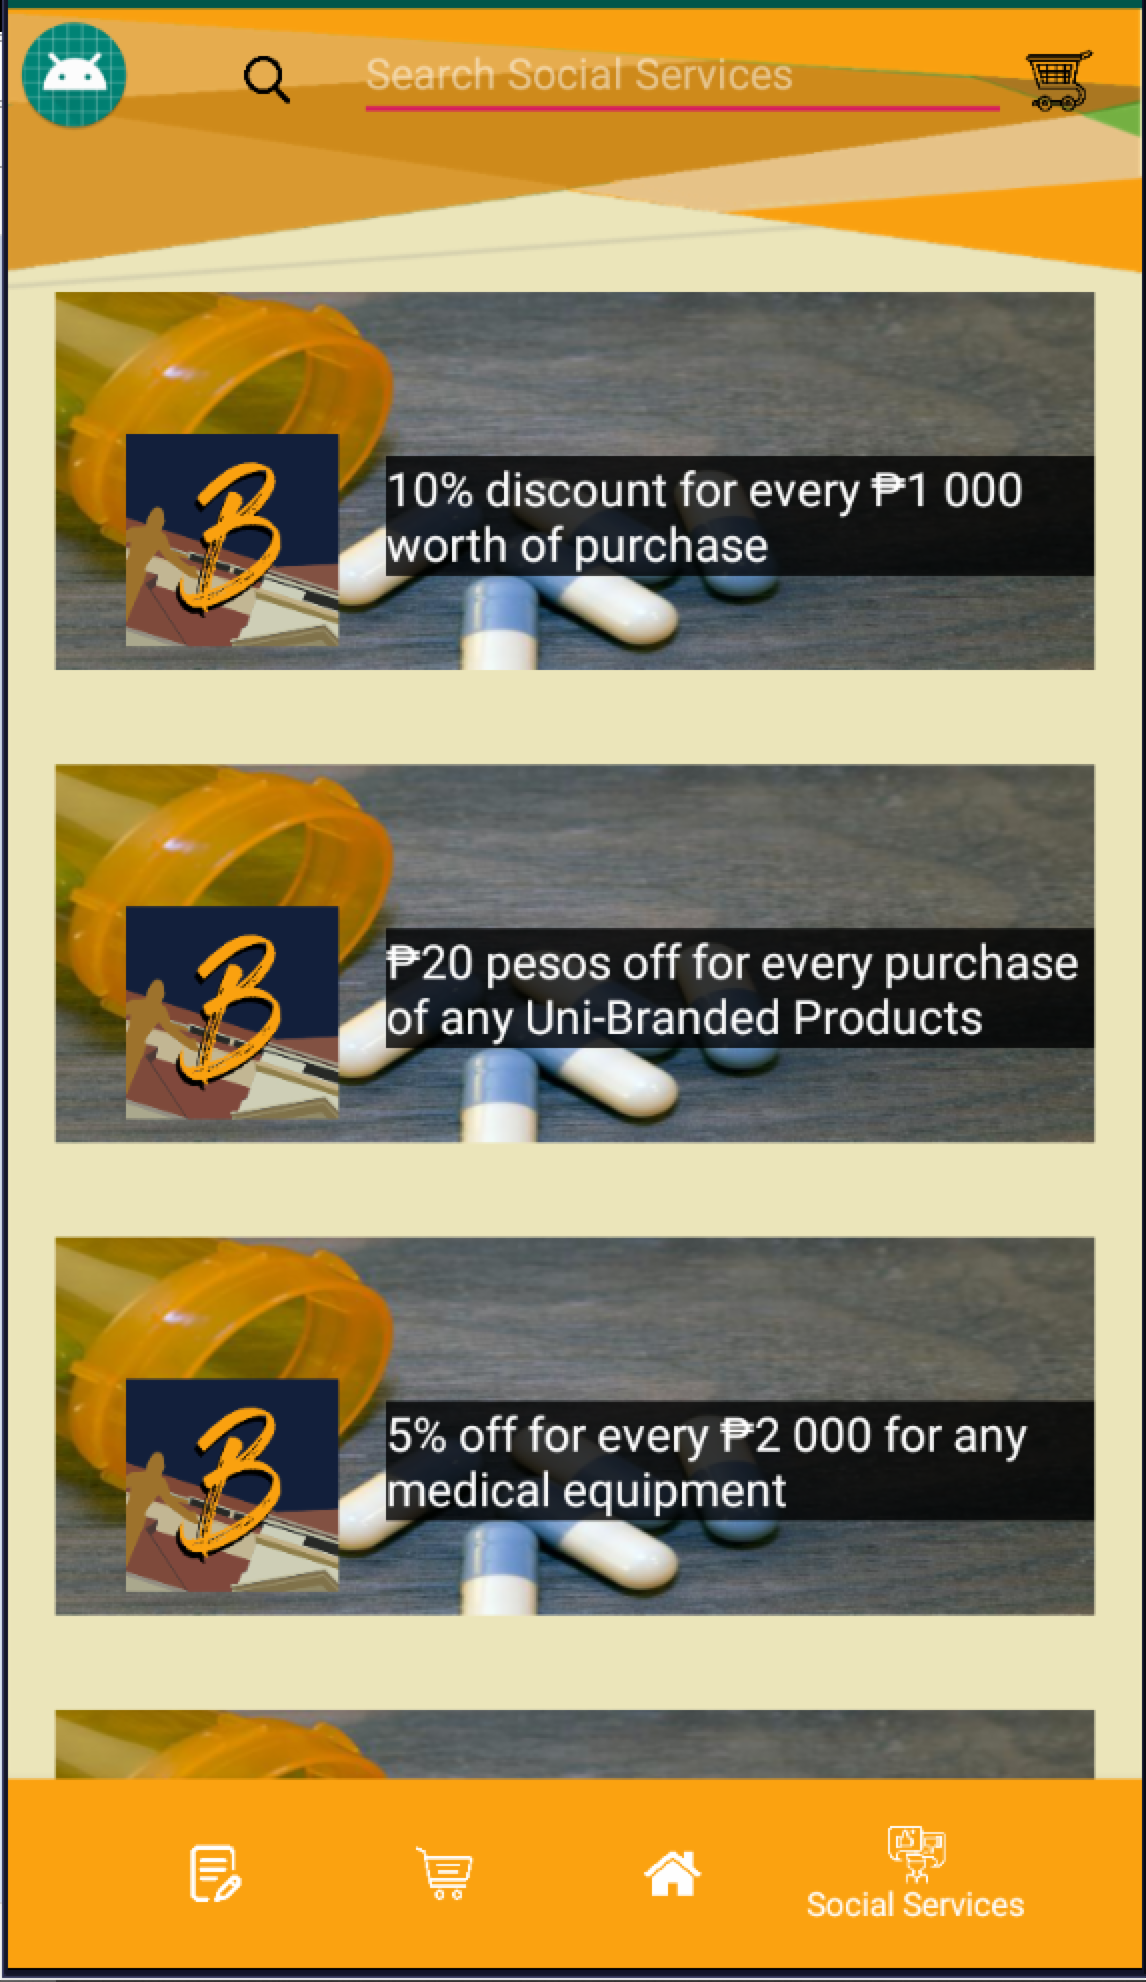 Search Social Services
B
10% discount for every ₱1 000
worth of purchase
B
₱20 pesos off for every purchase
of any Uni-Branded Products
B
5% off for every ₱2 000 for any
medical equipment
Social Services